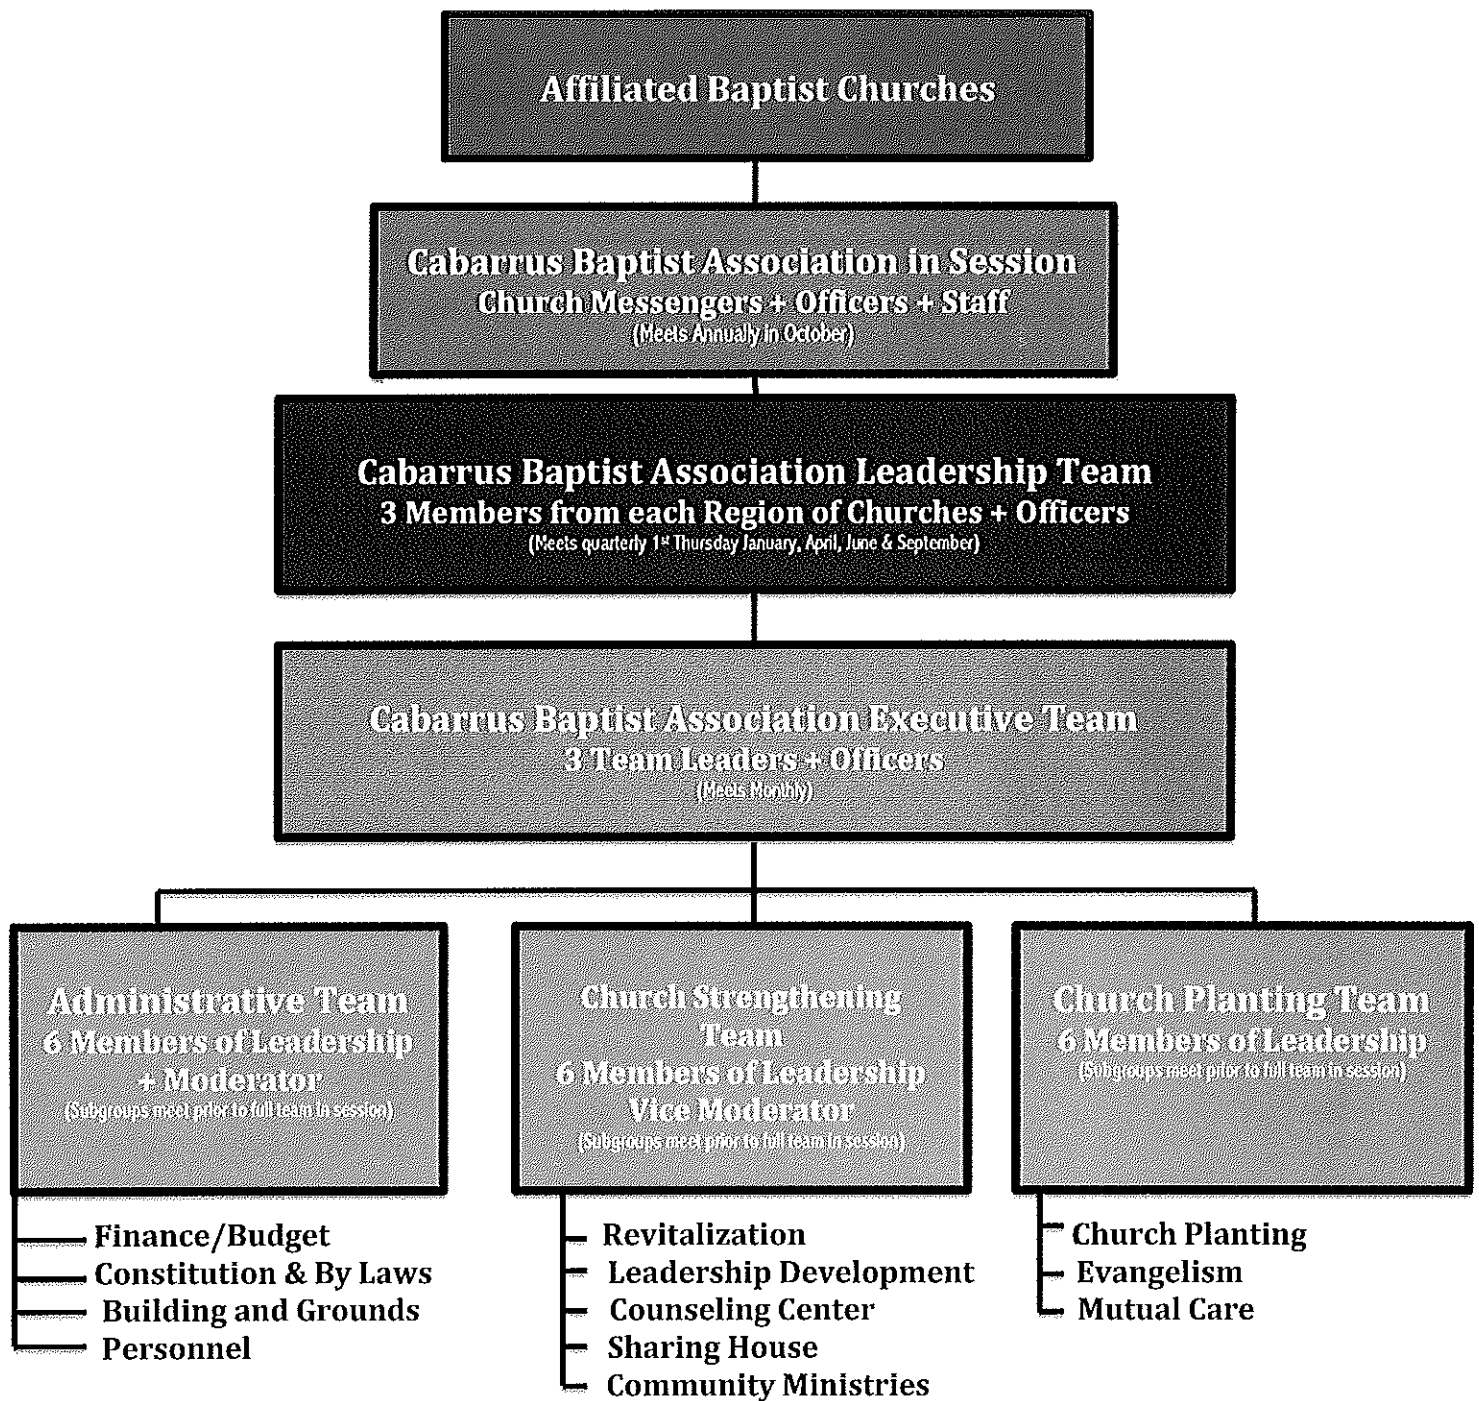 Affiliated Baptist Churches
Cabarrus Baptist Association in Session
Church Messengers + Officers + Staff
(Meets Annually in October)
Cabarrus Baptist Association Leadership Team
3 Members from each Region of Churches + Officers
(Meets quarterly 1st Thursday January, April, June & September)
Cabarrus Baptist Association Executive Team
3 Team Leaders + Officers
(Meets Monthly)
Administrative Team
6 Members of Leadership
+ Moderator
(Subgroups meet prior to full team in session)
Finance/Budget
Constitution & By Laws
Building and Grounds
Personnel
Church Strengthening
Team
6 Members of Leadership
Vice Moderator
(Subgroups meet prior to full team in session)
Revitalization
Leadership Development
Counseling Center
Sharing House
Community Ministries
Church Planting Team
6 Members of Leadership
(Subgroups meet prior to full team in session)
Church Planting
Evangelism
Mutual Care